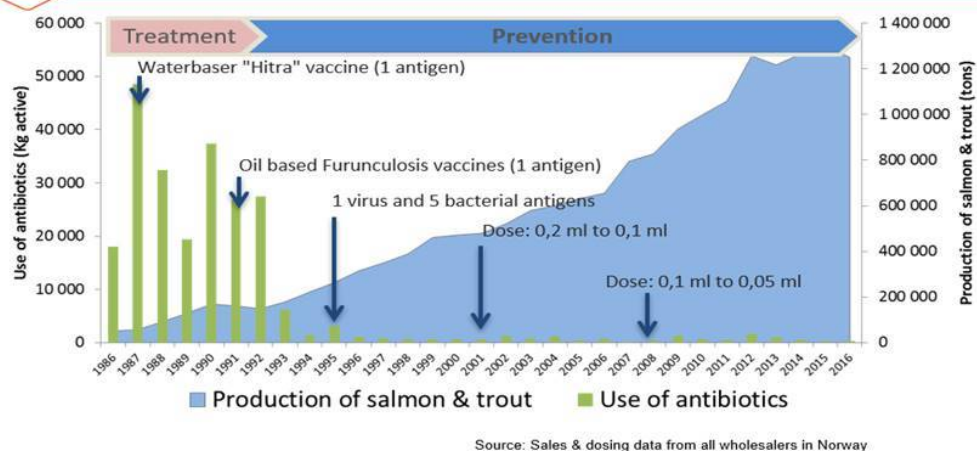 Treatment
Prevention
Waterbaser "Hitra" vaccine (1 antigen)
Oil based Furunculosis vaccines (1 antigen)
1 virus and 5 bacterial antigens
Dose: 0,2 ml to 0,1 ml
Dose: 0,1 ml to 0,05 ml
Use of antibiotics (Kg active)
60 000
50 000
40 000
30 000
20 000
10 000
0
1 400 000
1 200 000
1 000 000
800 000
600 000
400 000
200 000
0
Production of salmon & trout (tons)
1986 1987 1988 1989 1990 1991 1992 1993 1994 1995 1996 1997 1998 1999 2000 2001 2002 2003 2004 2005 2006 2007 2008 2009 2010 2011 2012 2013 2014 2015 2016
Production of salmon & trout Use of antibiotics
Source: Sales & dosing data from all wholesalers in Norway